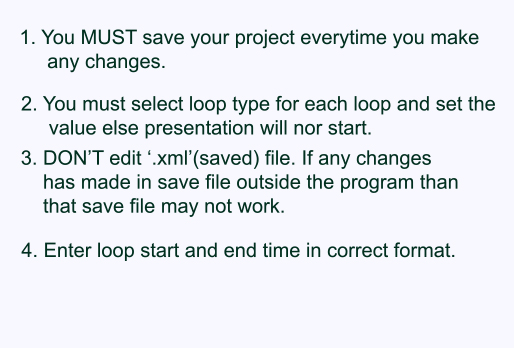 1. You MUST save your project everytime you make
any changes.
2. You must select loop type for each loop and set the
value else presentation will nor start.
3. DON’T edit ‘.xml’(saved) file. If any changes
has made in save file outside the program than
that save file may not work.
4. Enter loop start and end time in correct format.